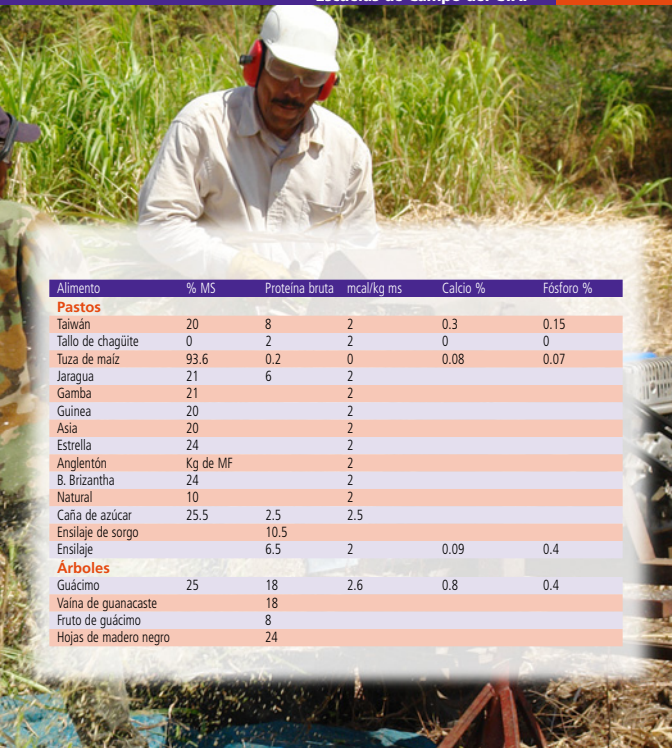 Alimento % MS Proteína bruta mcal/kg ms Calcio % Fósforo %
Pastos
Taiwán 20 8 2 0.3 0.15
Tallo de chagüite 0 2 2 0 0
Tuza de maíz 93.6 0.2 0 0.08 0.07
Jaragua 21 6 2
Gamba 21 2
Guinea 20 2
Asia 20 2
Estrella 24 2
Anglentón Kg de MF 2
B. Brizantha 24 2
Natural 10 2
Caña de azúcar 25.5 2.5 2.5
Ensilaje de sorgo 10.5
Ensilaje 6.5 2 0.09 0.4
Árboles
Guácimo 25 18 2.6 0.8 0.4
Vaína de guanacaste 18
Fruto de guácimo 8
Hojas de madero negro 24